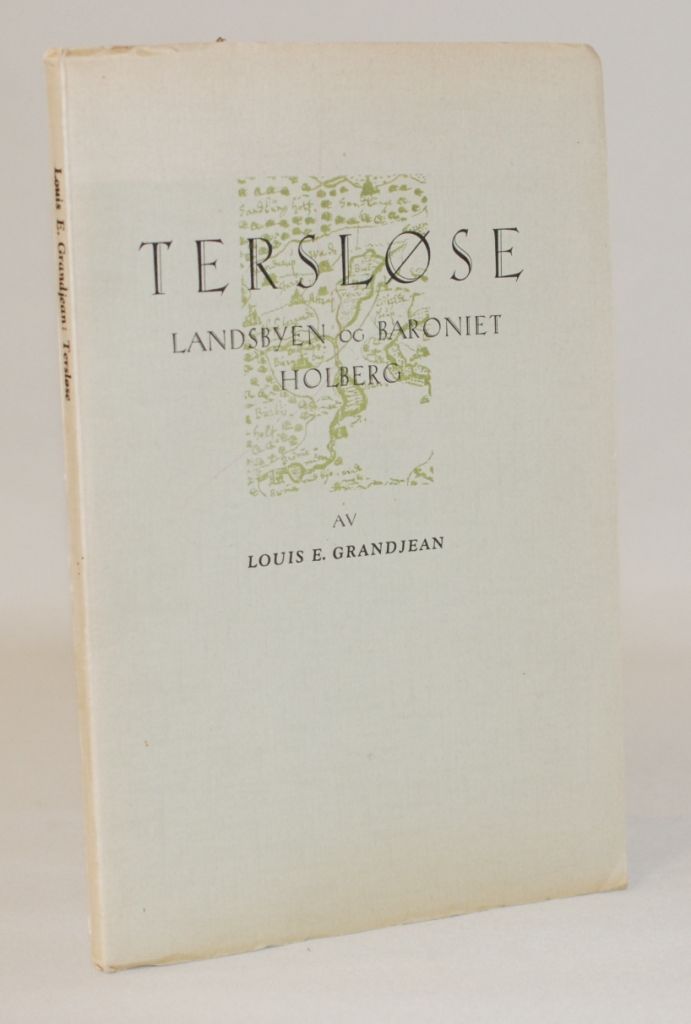 TERSLØSE
LANDSBYEN OG BARONIET
HOLBERG
AV
LOUIS E. GRANDJEAN
Louis E. Grandjean: Tersløse